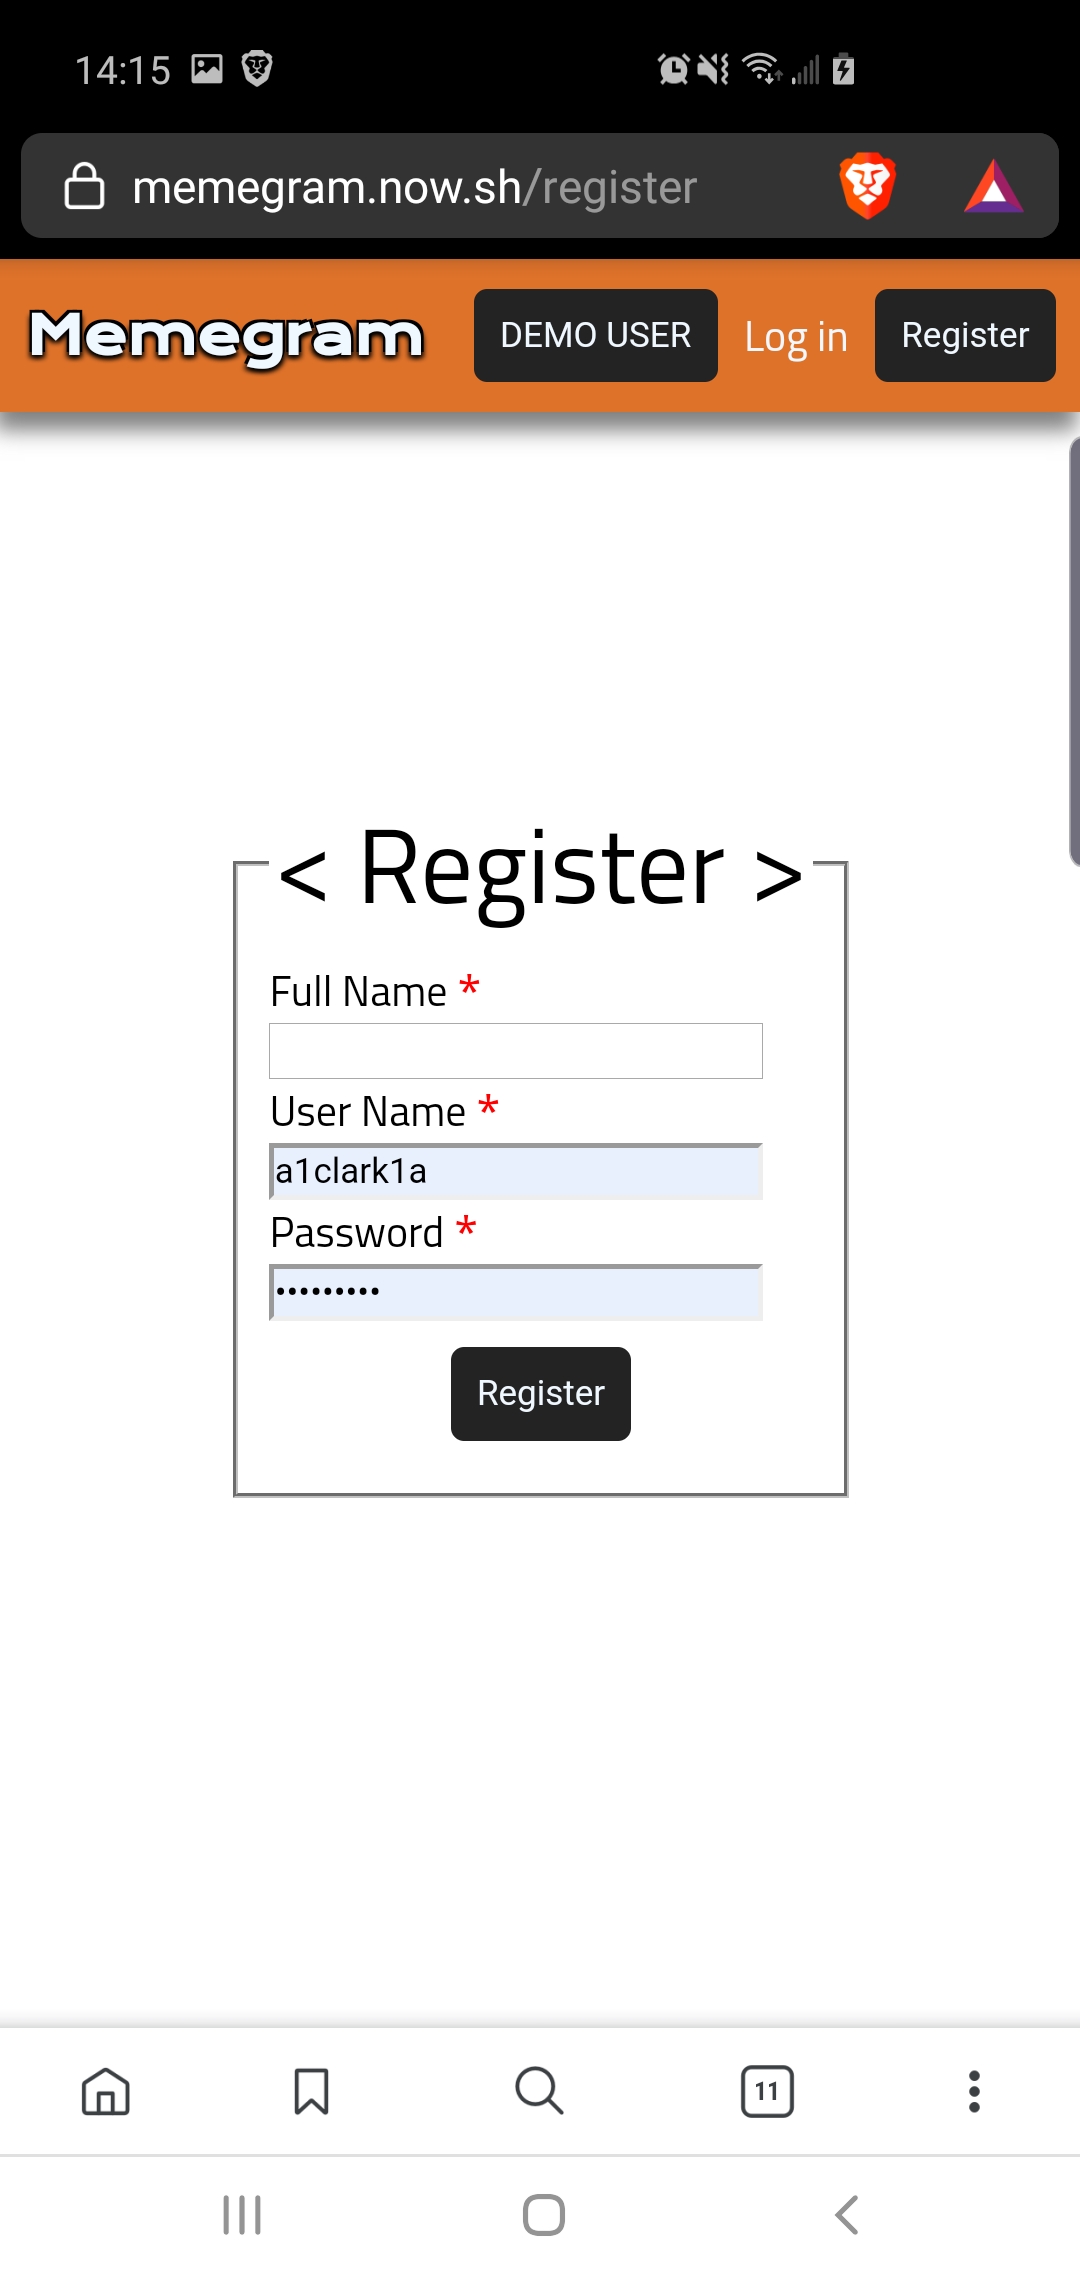 14:15
memegram.now.sh/register
Memegram DEMO USER Log in Register
< Register >
Full Name *
User Name *
a1clark1a
Password *
•••••••••
Register
11